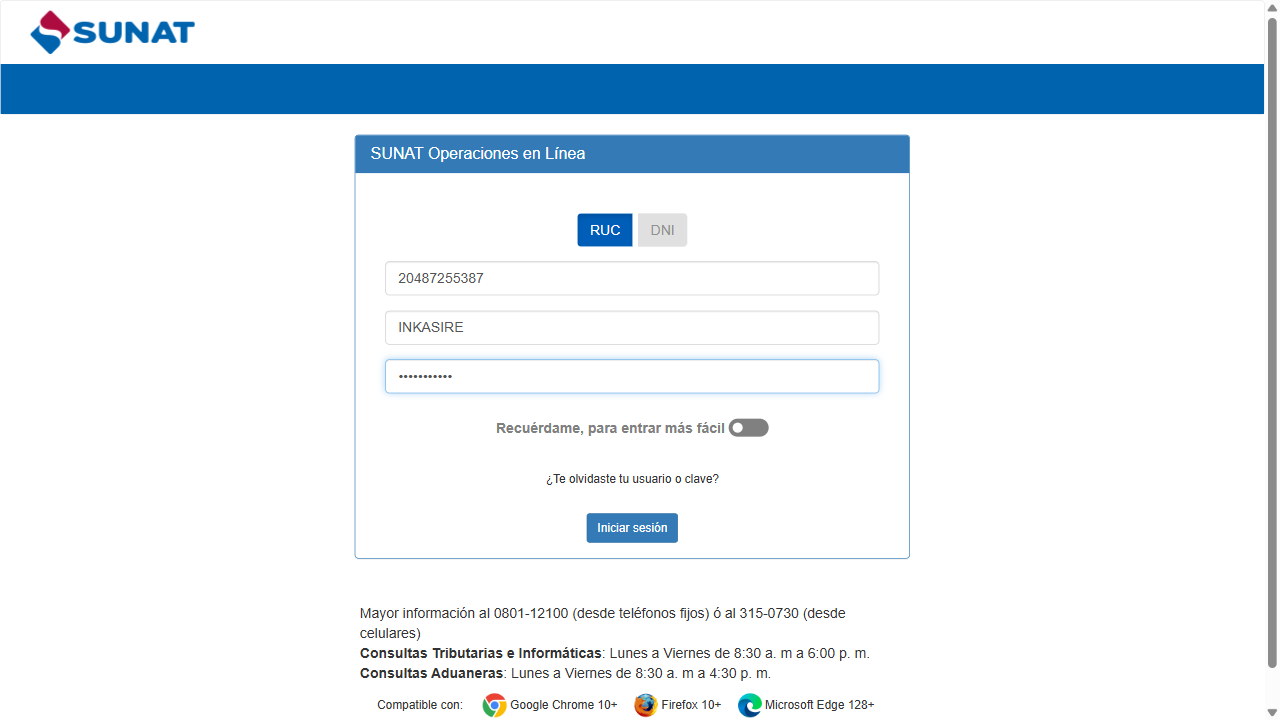 SUNAT
SUNAT Operaciones en Línea
RUC DNI
20487255387
INKASIRE
•••••••••••
Recuérdame, para entrar más fácil
¿Te olvidaste tu usuario o clave?
Iniciar sesión
Mayor información al 0801-12100 (desde teléfonos fijos) ó al 315-0730 (desde
celulares)
Consultas Tributarias e Informáticas: Lunes a Viernes de 8:30 a. m a 6:00 p. m.
Consultas Aduaneras: Lunes a Viernes de 8:30 a. m a 4:30 p. m.
Compatible con: Google Chrome 10+ Firefox 10+ Microsoft Edge 128+